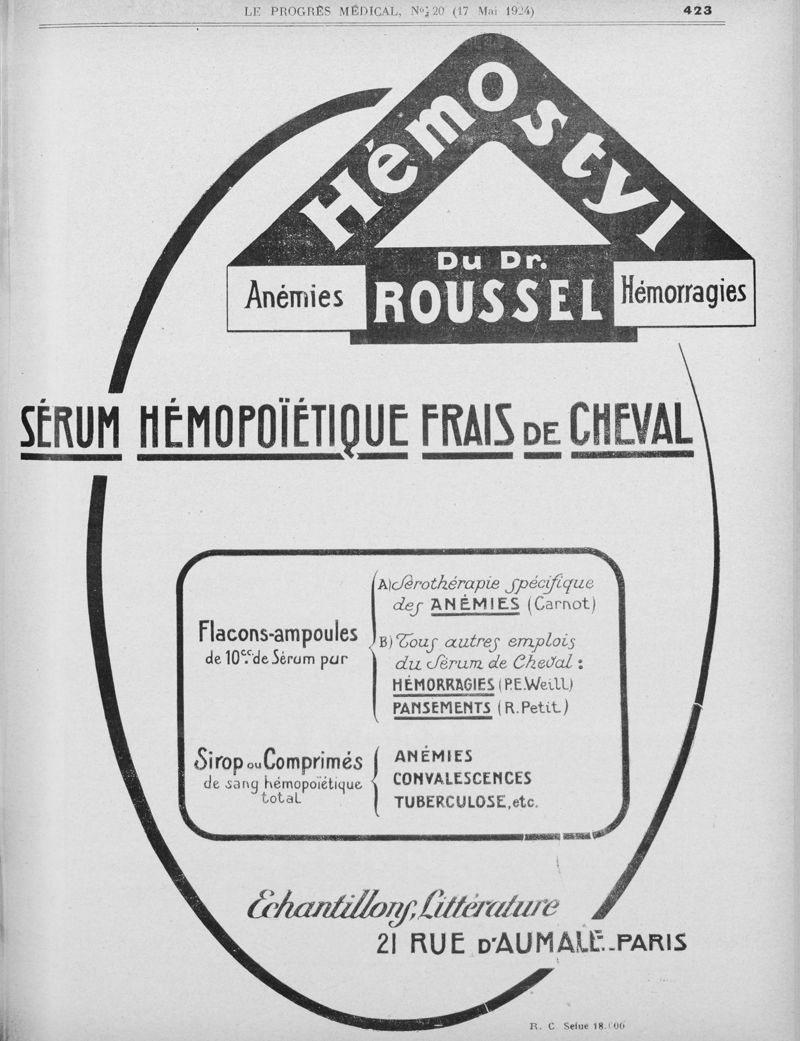 LE PROGRÈS MÉDICAL, No 20 (17 Mai 1924) 423
Hémostyl
Du Dr.
ROUSSEL
Anémies
Hémorragies
SÉRUM HÉMOPOÏÉTIQUE FRAIS DE CHEVAL
Flacons-ampoules
de 10c.c. de Sérum pur
A) Sérothérapie spécifique
des ANÉMIES (Carnot)
B) Tous autres emplois
du Sérum de Cheval :
HÉMORRAGIES (P.E.Weill)
PANSEMENTS (R.Petit)
Sirop ou Comprimés
de sang hémopoïétique
total
ANÉMIES
CONVALESCENCES
TUBERCULOSE, etc.
Echantillons, Littérature
21 RUE D'AUMALE_PARIS
R. C. Seine